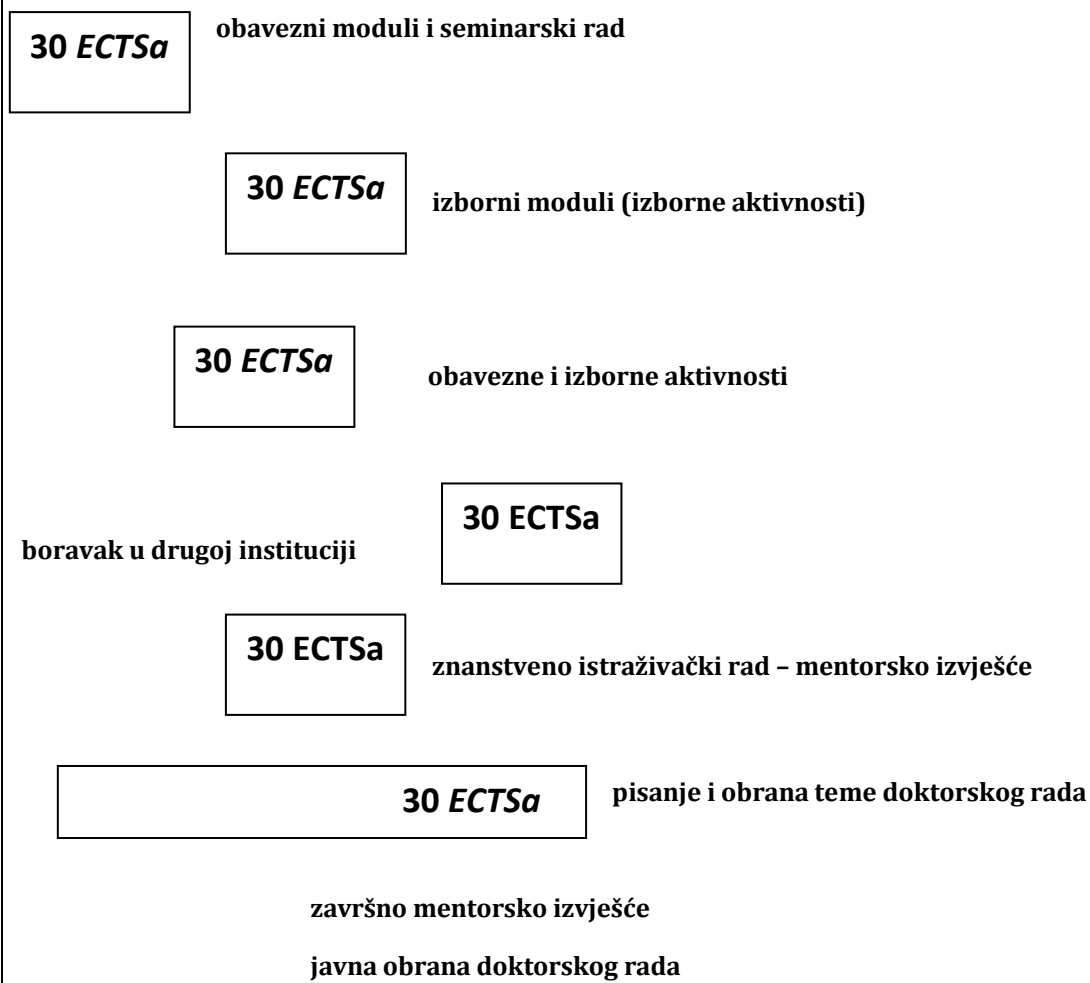 30 ECTSa
obavezni moduli i seminarski rad
30 ECTSa
izborni moduli (izborne aktivnosti)
30 ECTSa
obavezne i izborne aktivnosti
30 ECTSa
boravak u drugoj instituciji
30 ECTSa
znanstveno istraživački rad – mentorsko izvješće
30 ECTSa
pisanje i obrana teme doktorskog rada
završno mentorsko izvješće
javna obrana doktorskog rada